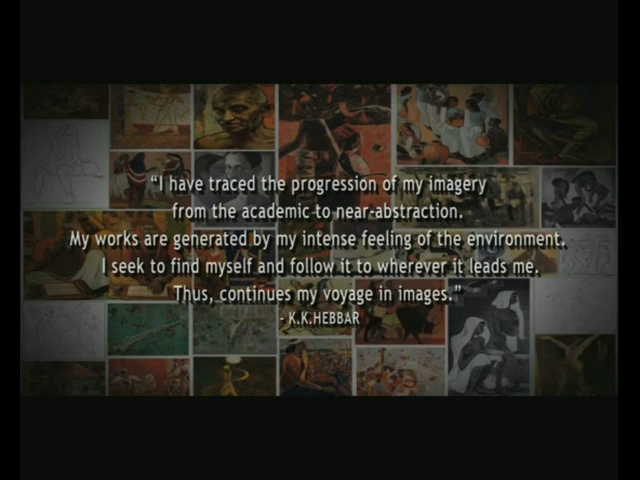 “I have traced the progression of my imagery
from the academic to near-abstraction.
My works are generated by my intense feeling of the environment.
I seek to find myself and follow it to wherever it leads me.
Thus, continues my voyage in images.”
- K.K.HEBBAR